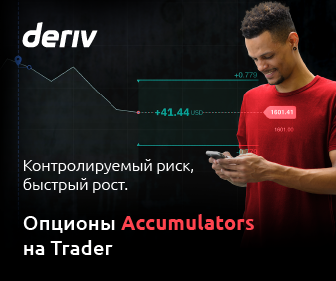 deriv
+0.779
+41.44 USD
1601.41
Контролируемый риск,
быстрый рост.
Опционы Accumulators
на Trader